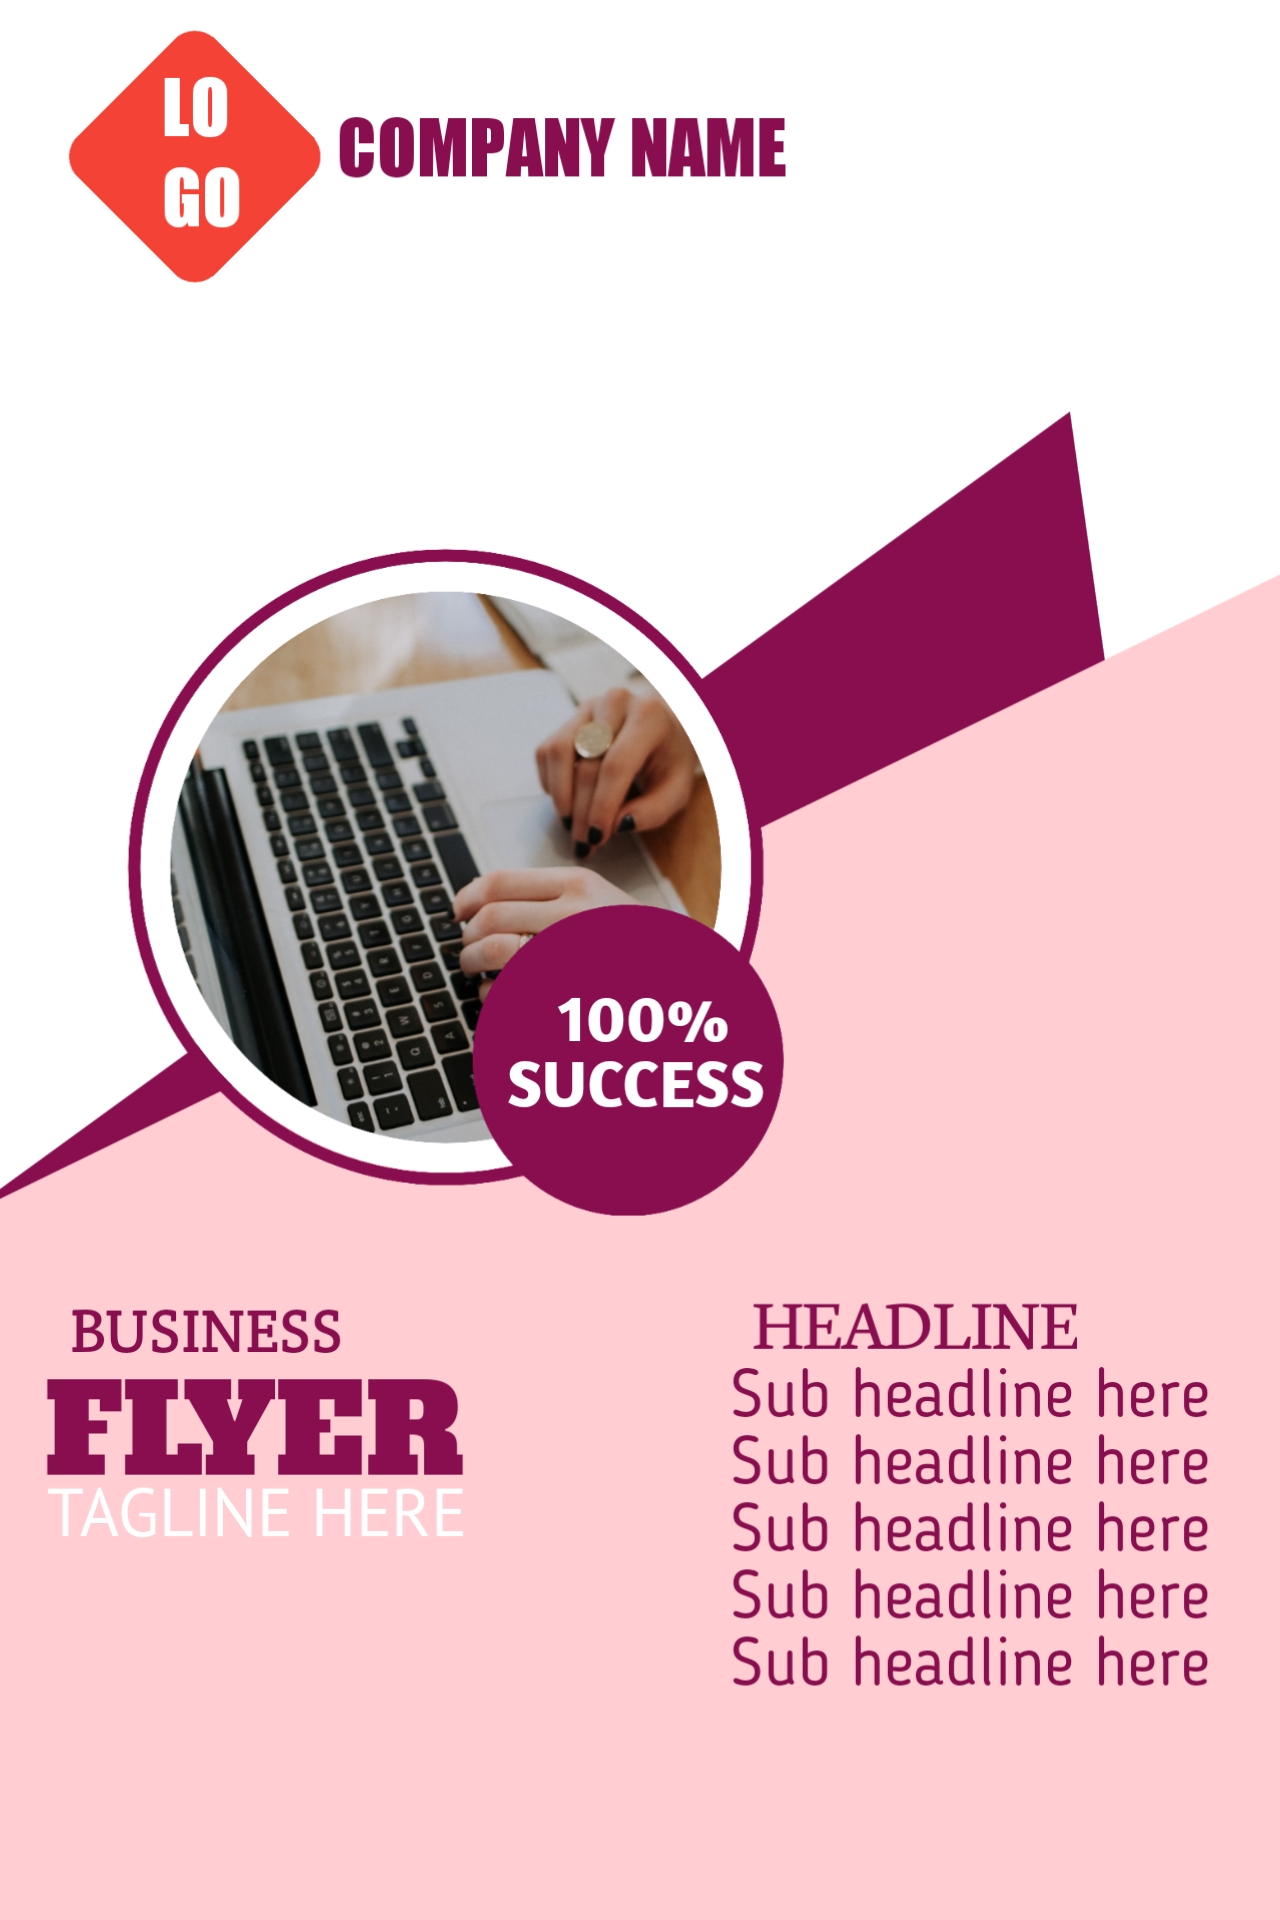 LO
GO
COMPANY NAME
100%
SUCCESS
BUSINESS
FLYER
TAGLINE HERE
HEADLINE
Sub headline here
Sub headline here
Sub headline here
Sub headline here
Sub headline here